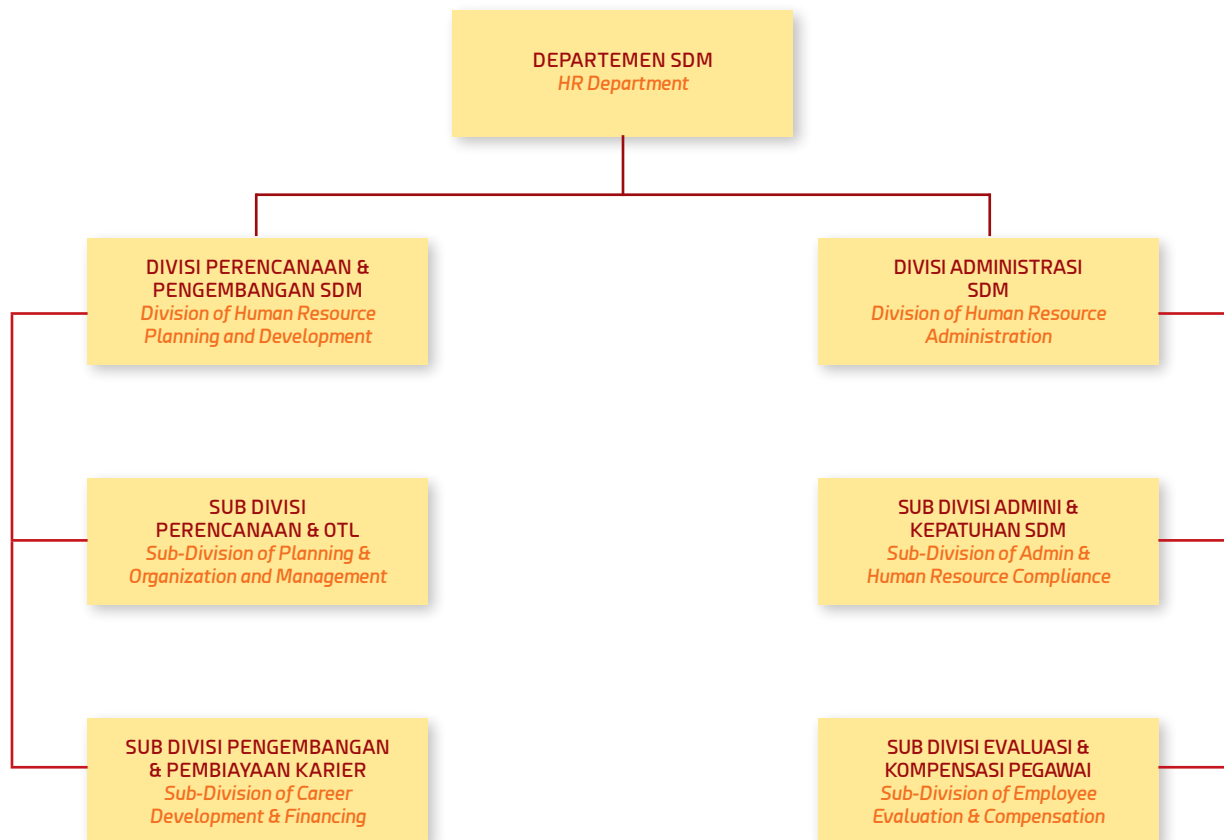 DEPARTEMEN SDM
HR Department
DIVISI PERENCANAAN &
PENGEMBANGAN SDM
Division of Human Resource
Planning and Development
DIVISI ADMINISTRASI
SDM
Division of Human Resource
Administration
SUB DIVISI
PERENCANAAN & OTL
Sub-Division of Planning &
Organization and Management
SUB DIVISI ADMINI &
KEPATUHAN SDM
Sub-Division of Admin &
Human Resource Compliance
SUB DIVISI PENGEMBANGAN
& PEMBIAYAAN KARIER
Sub-Division of Career
Development & Financing
SUB DIVISI EVALUASI &
KOMPENSASI PEGAWAI
Sub-Division of Employee
Evaluation & Compensation